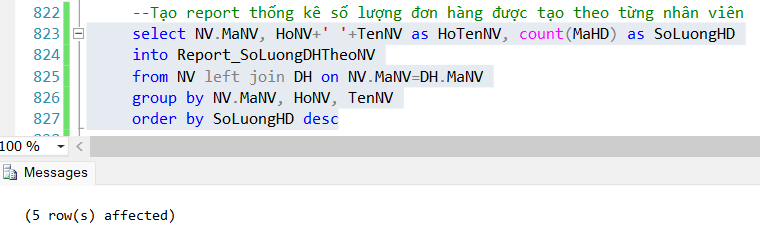 822 --Tạo report thống kê số lượng đơn hàng được tạo theo từng nhân viên
823 select NV.MaNV, HoNV+' '+TenNV as HoTenNV, count(MaHD) as SoLuongHD
824 into Report_SoLuongDHTheoNV
825 from NV left join DH on NV.MaNV=DH.MaNV
826 group by NV.MaNV, HoNV, TenNV
827 order by SoLuongHD desc
100 %
Messages
(5 row(s) affected)